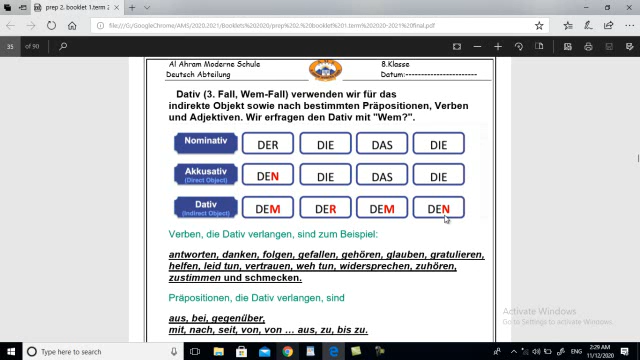 prep 2. booklet 1.term 2
file:///G:/GoogleChrome/AMS/2020.2021/Booklets%202020/prep%202.%20booklet%201.term%202020-2021%20final.pdf
35 of 90
Al Ahram Moderne Schule 8.Klasse
Deutsch Abteilung Datum:-----------------------
Dativ (3. Fall, Wem-Fall) verwenden wir für das
indirekte Objekt sowie nach bestimmten Präpositionen, Verben
und Adjektiven. Wir erfragen den Dativ mit "Wem?".
Nominativ DER DIE DAS DIE
Akkusativ (Direct Object) DEN DIE DAS DIE
Dativ (Indirect Object) DEM DER DEM DEN
Verben, die Dativ verlangen, sind zum Beispiel:
antworten, danken, folgen, gefallen, gehören, glauben, gratulieren,
helfen, leid tun, vertrauen, weh tun, widersprechen, zuhören,
zustimmen und schmecken.
Präpositionen, die Dativ verlangen, sind
aus, bei, gegenüber,
mit, nach, seit, von, von ... aus, zu, bis zu.
Activate Windows
Go to Settings to activate Windows.
Type here to search
ENG
2:29 AM
11/12/2020